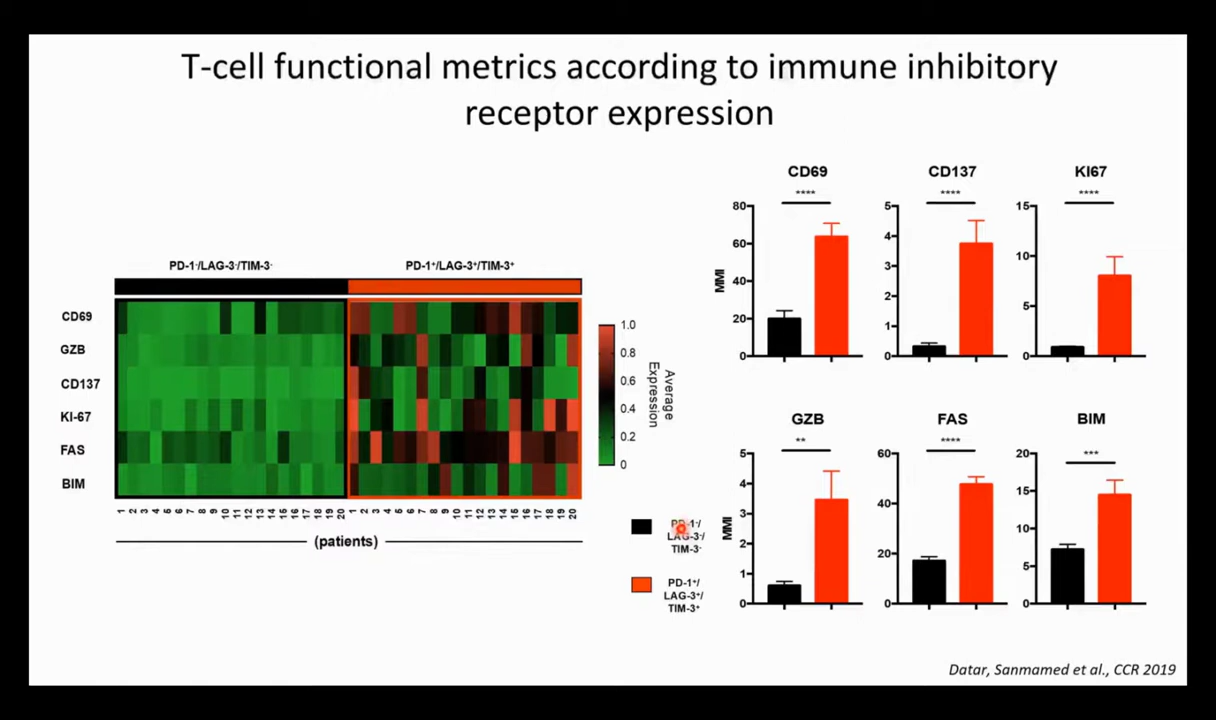 T-cell functional metrics according to immune inhibitory
receptor expression
PD-1⁻/LAG-3⁻/TIM-3⁻
PD-1⁺/LAG-3⁺/TIM-3⁺
CD69
GZB
CD137
KI-67
FAS
BIM
1 2 3 4 5 6 7 8 9 10 11 12 13 14 15 16 17 18 19 20 1 2 3 4 5 6 7 8 9 10 11 12 13 14 15 16 17 18 19 20
(patients)
1.0
0.8
0.6
0.4
0.2
0
Average
Expression
CD69
****
80
60
40
20
0
MMI
CD137
****
5
4
3
2
1
0
KI67
****
15
10
5
0
GZB
**
5
4
3
2
1
0
MMI
FAS
****
60
40
20
0
BIM
***
20
15
10
5
0
PD-1⁻/
LAG-3⁻/
TIM-3⁻
PD-1⁺/
LAG-3⁺/
TIM-3⁺
Datar, Sanmamed et al., CCR 2019